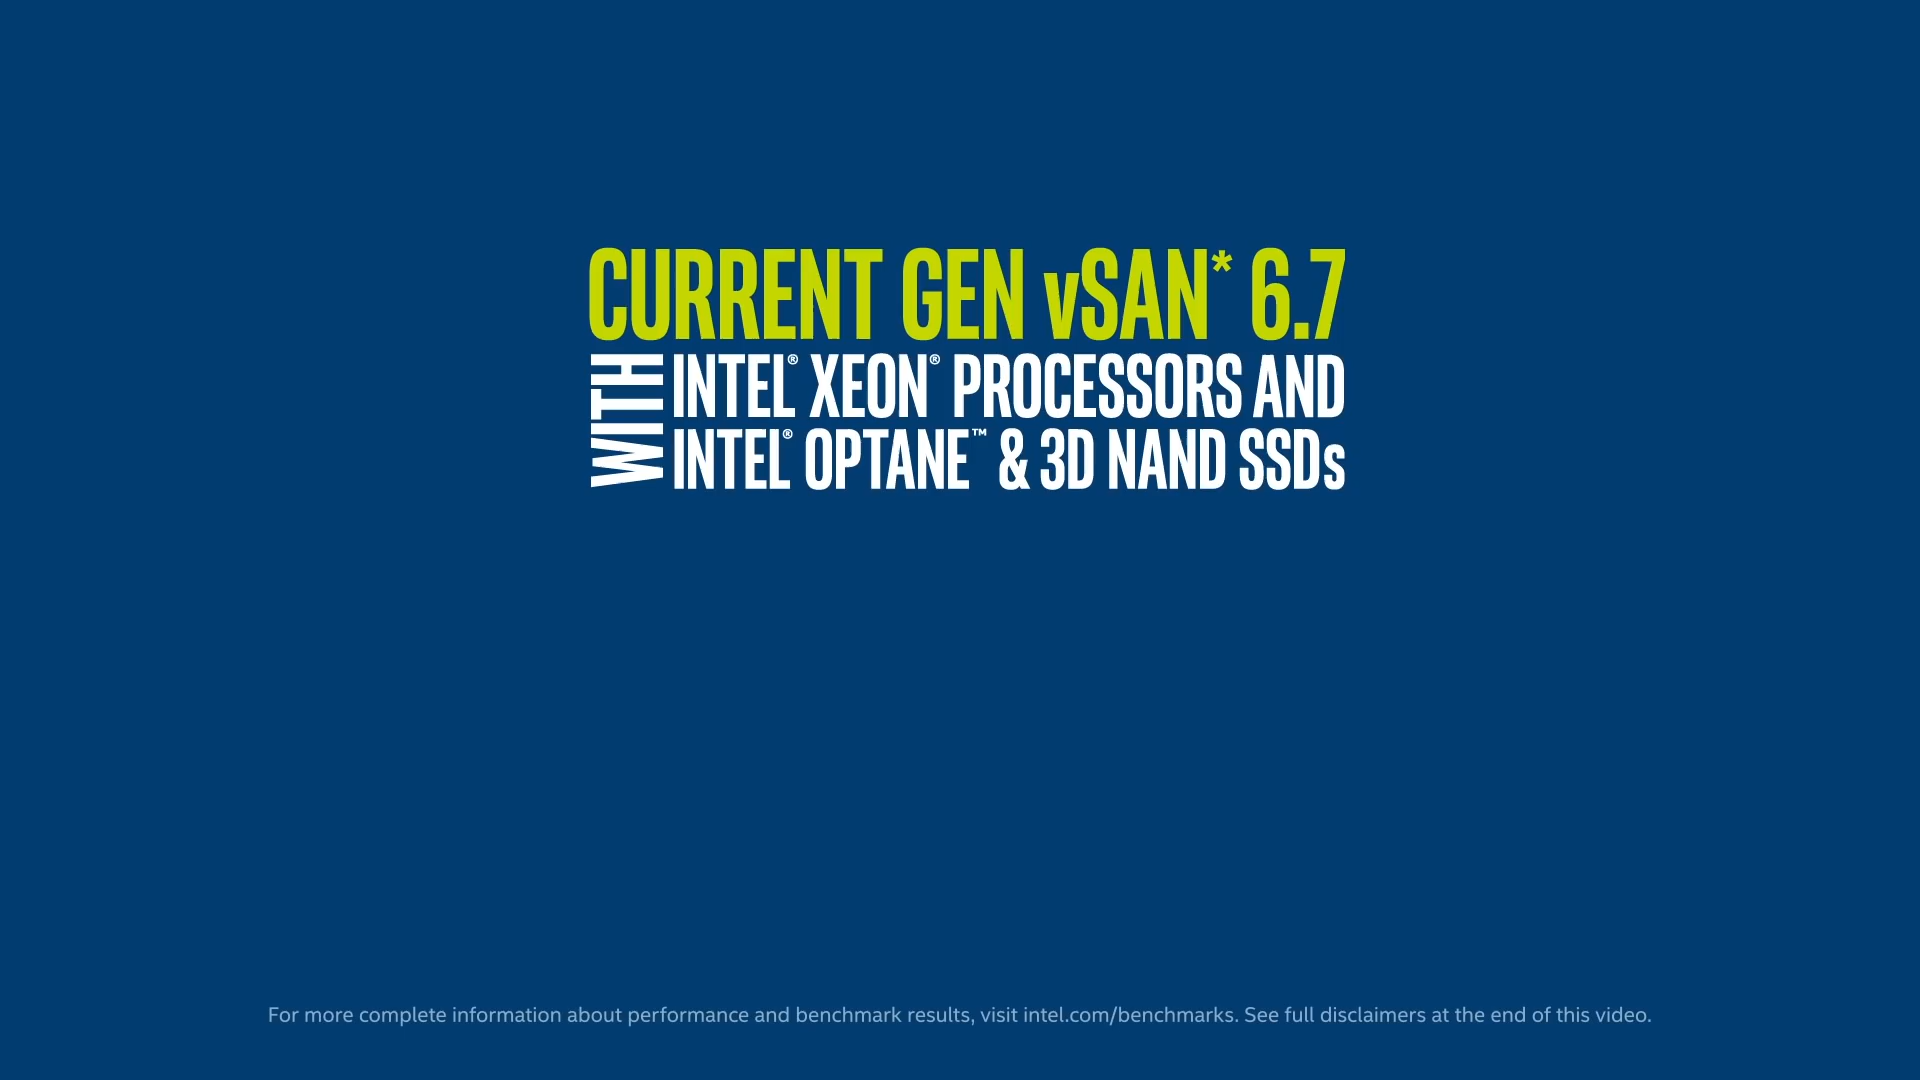 CURRENT GEN vSAN* 6.7
WITH
INTEL® XEON® PROCESSORS AND
INTEL® OPTANE™ & 3D NAND SSDs
For more complete information about performance and benchmark results, visit intel.com/benchmarks. See full disclaimers at the end of this video.